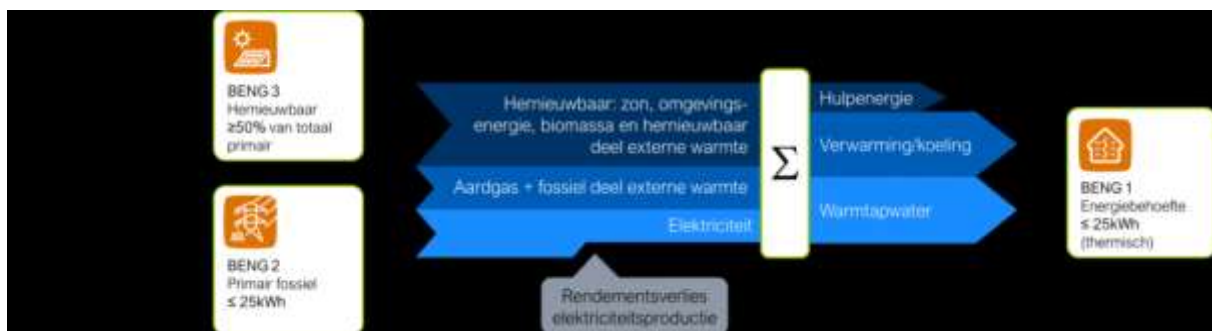 BENG 3
Hernieuwbaar
≥50% van totaal
primair
BENG 2
Primair fossiel
≤ 25kWh
Hernieuwbaar: zon, omgevings-
energie, biomassa en hernieuwbaar
deel externe warmte
Aardgas + fossiel deel externe warmte
Elektriciteit
Rendementsverlies
elektriciteitsproductie
Σ
Hulpenergie
Verwarming/koeling
Warmtapwater
BENG 1
Energiebehoefte
≤ 25kWh
(thermisch)